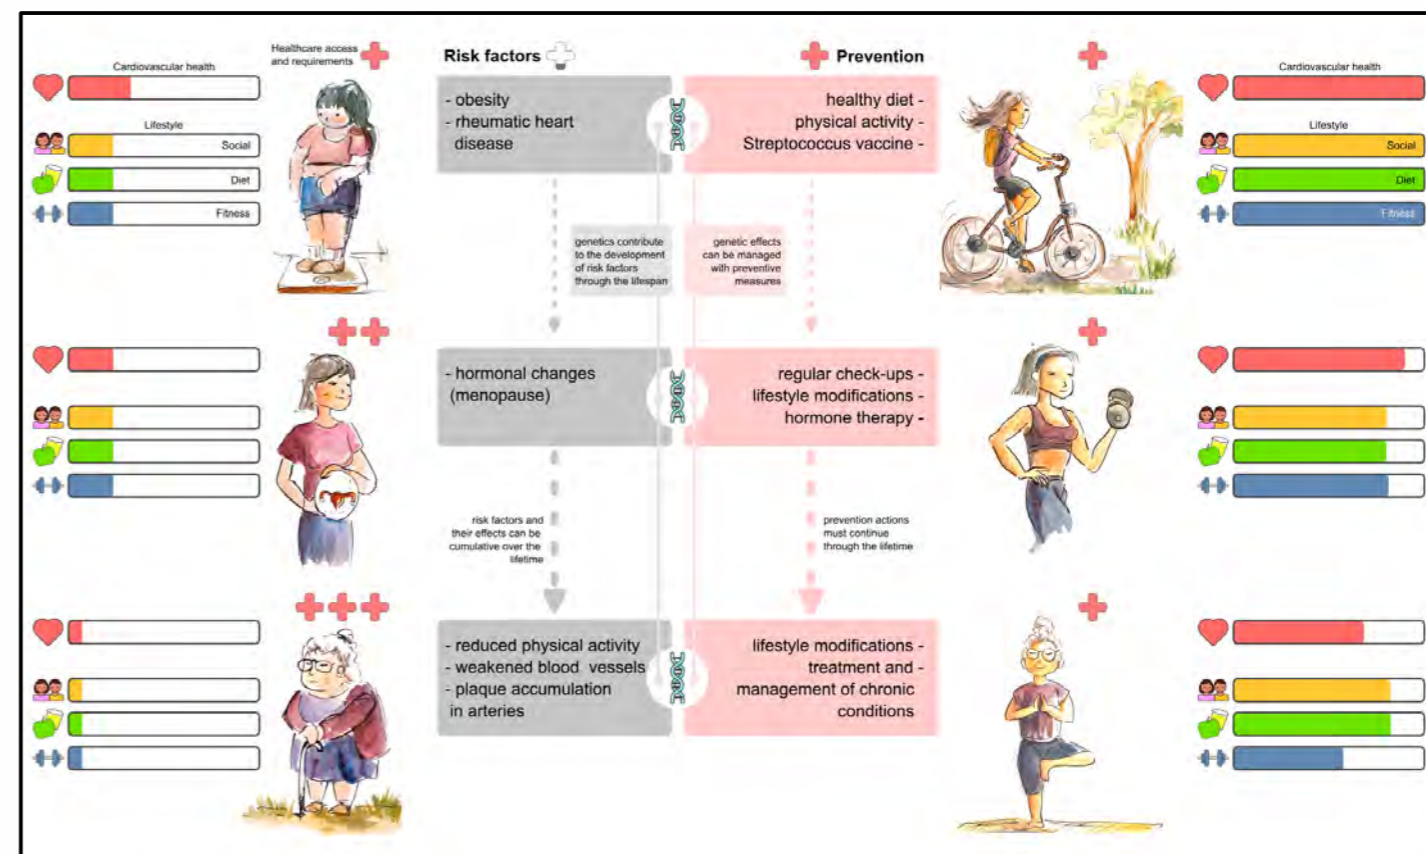 Healthcare access
and requirements
Cardiovascular health
Lifestyle
Social
Diet
Fitness
Risk factors
Prevention
- obesity
- rheumatic heart
disease
healthy diet -
physical activity -
Streptococcus vaccine -
Cardiovascular health
Lifestyle
Social
Diet
Fitness
genetics contribute
to the development
of risk factors
through the lifespan
genetic effects
can be managed
with preventive
measures
- hormonal changes
(menopause)
regular check-ups -
lifestyle modifications -
hormone therapy -
risk factors and
their effects can be
cumulative over the
lifetime
prevention actions
must continue
through the lifetime
- reduced physical activity
- weakened blood vessels
- plaque accumulation
in arteries
lifestyle modifications -
treatment and -
management of chronic
conditions